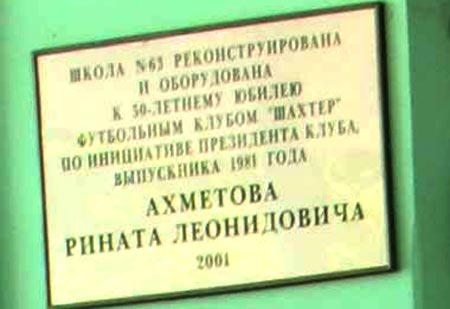 ШКОЛА №63 РЕКОНСТРУИРОВАНА
И ОБОРУДОВАНА
К 50-ЛЕТНЕМУ ЮБИЛЕЮ
ФУТБОЛЬНЫМ КЛУБОМ "ШАХТЕР"
ПО ИНИЦИАТИВЕ ПРЕЗИДЕНТА КЛУБА,
ВЫПУСКНИКА 1981 ГОДА
АХМЕТОВА
РИНАТА ЛЕОНИДОВИЧА
2001